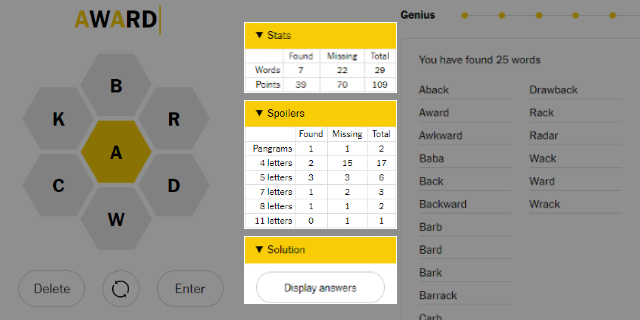 AWARD
B
K
R
A
C
D
W
Delete
Enter
▼ Stats
Found Missing Total
Words 7 22 29
Points 39 70 109
▼ Spoilers
Found Missing Total
Pangrams 1 1 2
4 letters 2 15 17
5 letters 3 3 6
7 letters 1 2 3
8 letters 1 1 2
11 letters 0 1 1
▼ Solution
Display answers
Genius
You have found 25 words
Aback Drawback
Award Rack
Awkward Radar
Baba Wack
Back Ward
Backward Wrack
Barb
Bard
Bark
Barrack
Carb